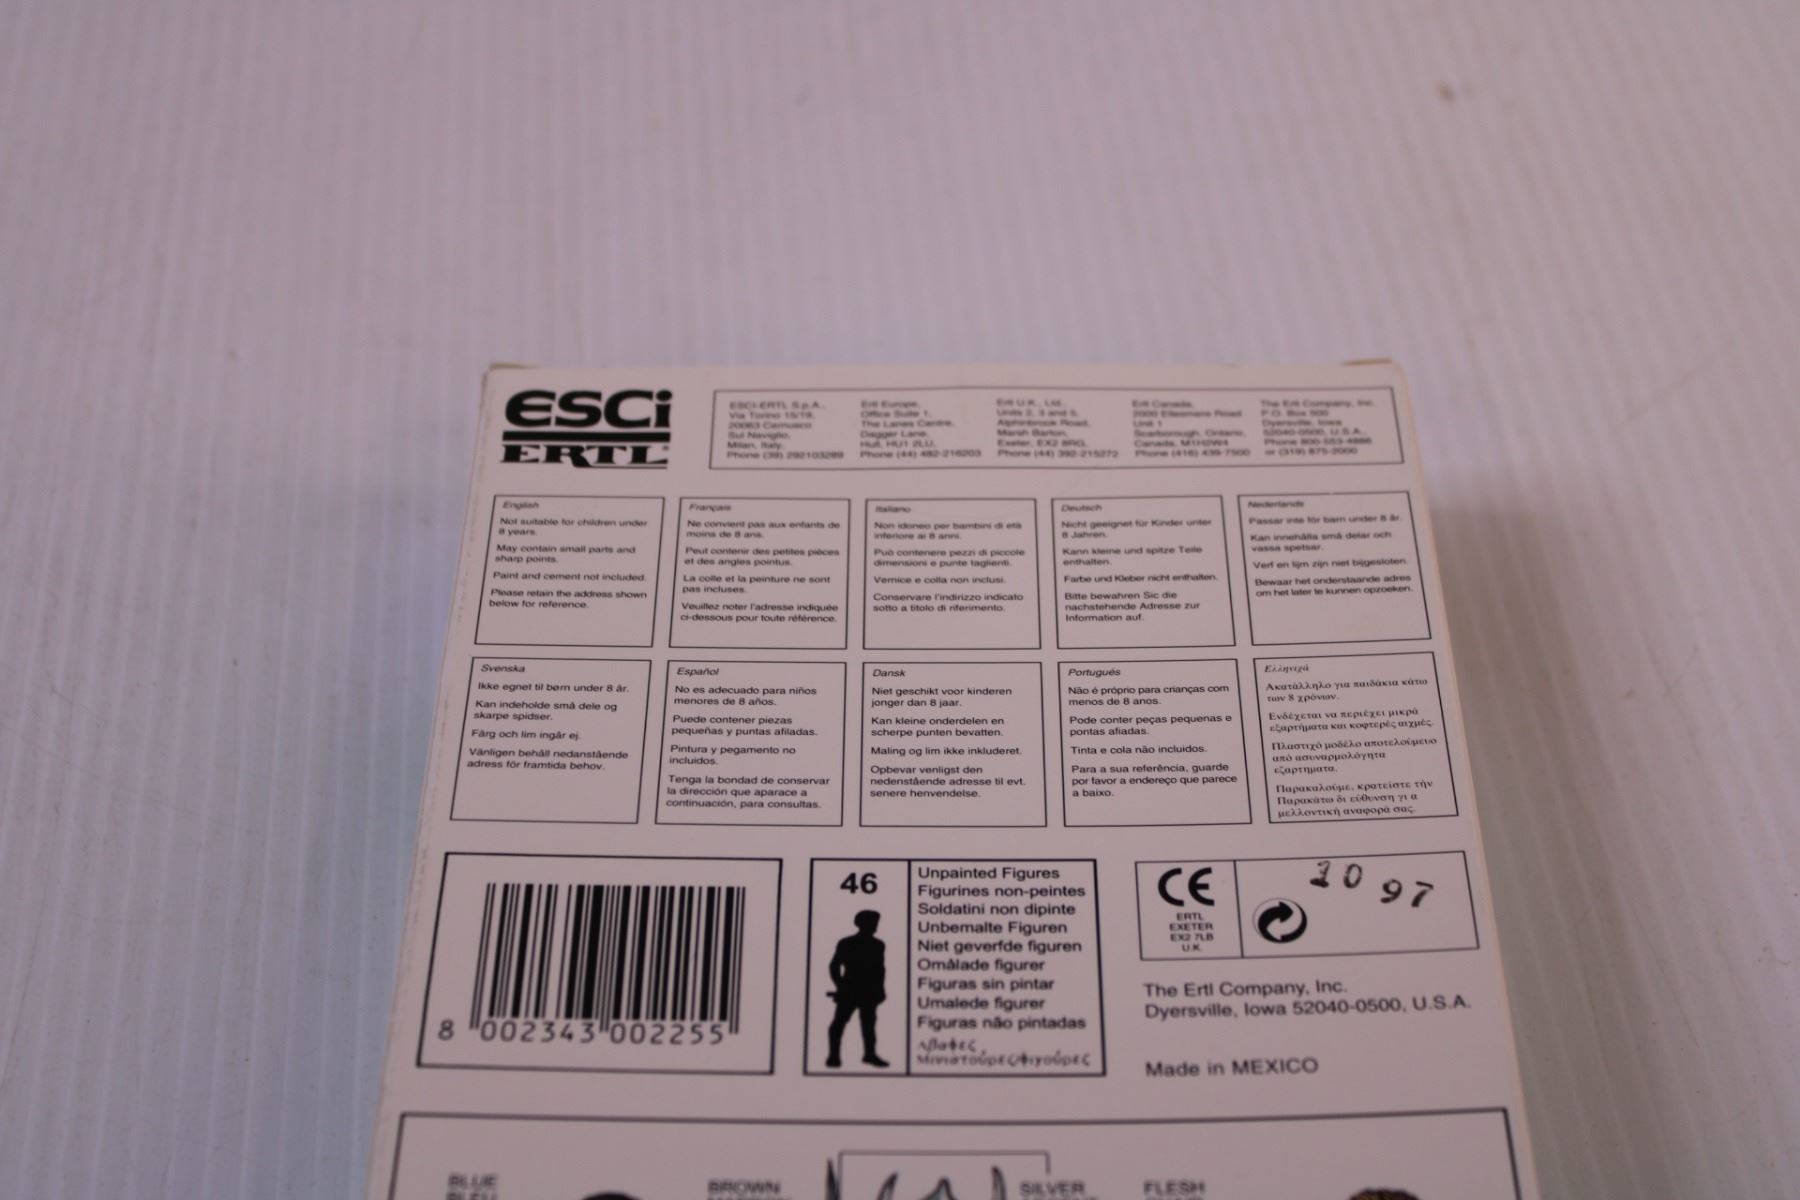 ESCi
ERTL
ESCI-ERTL S.p.A.,
Via Torino 15/19,
20063 Cernusco
Sul Naviglio,
Milan, Italy.
Phone (39) 292103289
Ertl Europe,
Office Suite 1,
The Lanes Centre,
Dagger Lane,
Hull, HU1 2LU.
Phone (44) 482-216203
Ertl U.K., Ltd.,
Units 2, 3 and 5,
Alphinbrook Road,
Marsh Barton,
Exeter, EX2 8RG,
Phone (44) 392-215272
Ertl Canada,
2000 Ellesmere Road
Unit 1
Scarborough, Ontario,
Canada, M1H2W4
Phone (416) 439-7500
The Ertl Company, Inc.
P.O. Box 500
Dyersville, Iowa
52040-0500, U.S.A.
Phone 800-553-4886
or (319) 875-2000
English
Not suitable for children under
8 years.
May contain small parts and
sharp points.
Paint and cement not included.
Please retain the address shown
below for reference.
Français
Ne convient pas aux enfants de
moins de 8 ans.
Peut contenir des petites pièces
et des angles pointus.
La colle et la peinture ne sont
pas incluses.
Veuillez noter l'adresse indiquée
ci-dessous pour toute référence.
Italiano
Non idoneo per bambini di età
inferiore ai 8 anni.
Può contenere pezzi di piccole
dimensioni e punte taglienti.
Vernice e colla non inclusi.
Conservare l'indirizzo indicato
sotto a titolo di riferimento.
Deutsch
Nicht geeignet für Kinder unter
8 Jahren.
Kann kleine und spitze Teile
enthalten.
Farbe und Kleber nicht enthalten.
Bitte bewahren Sic die
nachstehende Adresse zur
Information auf.
Nederlands
Passar inte för barn under 8 år.
Kan innehålla små delar och
vassa spetsar.
Verf en lijm zijn niet bijgesloten.
Bewaar het onderstaande adres
om het later te kunnen opzoeken.
Svenska
Ikke egnet til børn under 8 år.
Kan indeholde små dele og
skarpe spidser.
Färg och lim ingår ej.
Vänligen behåll nedanstående
adress för framtida behov.
Español
No es adecuado para niños
menores de 8 años.
Puede contener piezas
pequeñas y puntas afiladas.
Pintura y pegamento no
incluidos.
Tenga la bondad de conservar
la dirección que aparace a
continuación, para consultas.
Dansk
Niet geschikt voor kinderen
jonger dan 8 jaar.
Kan kleine onderdelen en
scherpe punten bevatten.
Maling og lim ikke inkluderet.
Opbevar venligst den
nedenstående adresse til evt.
senere henvendelse.
Português
Não é próprio para crianças com
menos de 8 anos.
Pode conter peças pequenas e
pontas afiadas.
Tinta e cola não incluidos.
Para a sua referência, guarde
por favor a endereço que parece
a baixo.
Ελληνιχά
Ακατάλληλο για παιδάκια κάτω
των 8 χρόνων.
Ενδέχεται να περιέχει μικρά
εξαρτήματα και κοφτερές αιχμές.
Πλαστιχό μοδέλο αποτελούμενο
από ασυναρμολόγητα
εζαρτηματα.
Παρακαλούμε, κρατείστε τήν
Παρακάτω δι εύθυνση γι α
μελλοντική αναφορά σας.
8 002343 002255
46
Unpainted Figures
Figurines non-peintes
Soldatini non dipinte
Unbemalte Figuren
Niet geverfde figuren
Omålade figurer
Figuras sin pintar
Umalede figurer
Figuras não pintadas
Αβαφες
Μινιατούρες/Φιγούρες
CE
ERTL
EXETER
EX2 7LB
U.K.
20 97
The Ertl Company, Inc.
Dyersville, Iowa 52040-0500, U.S.A.
Made in MEXICO
BLUE
BLEU
BROWN
SILVER
FLESH